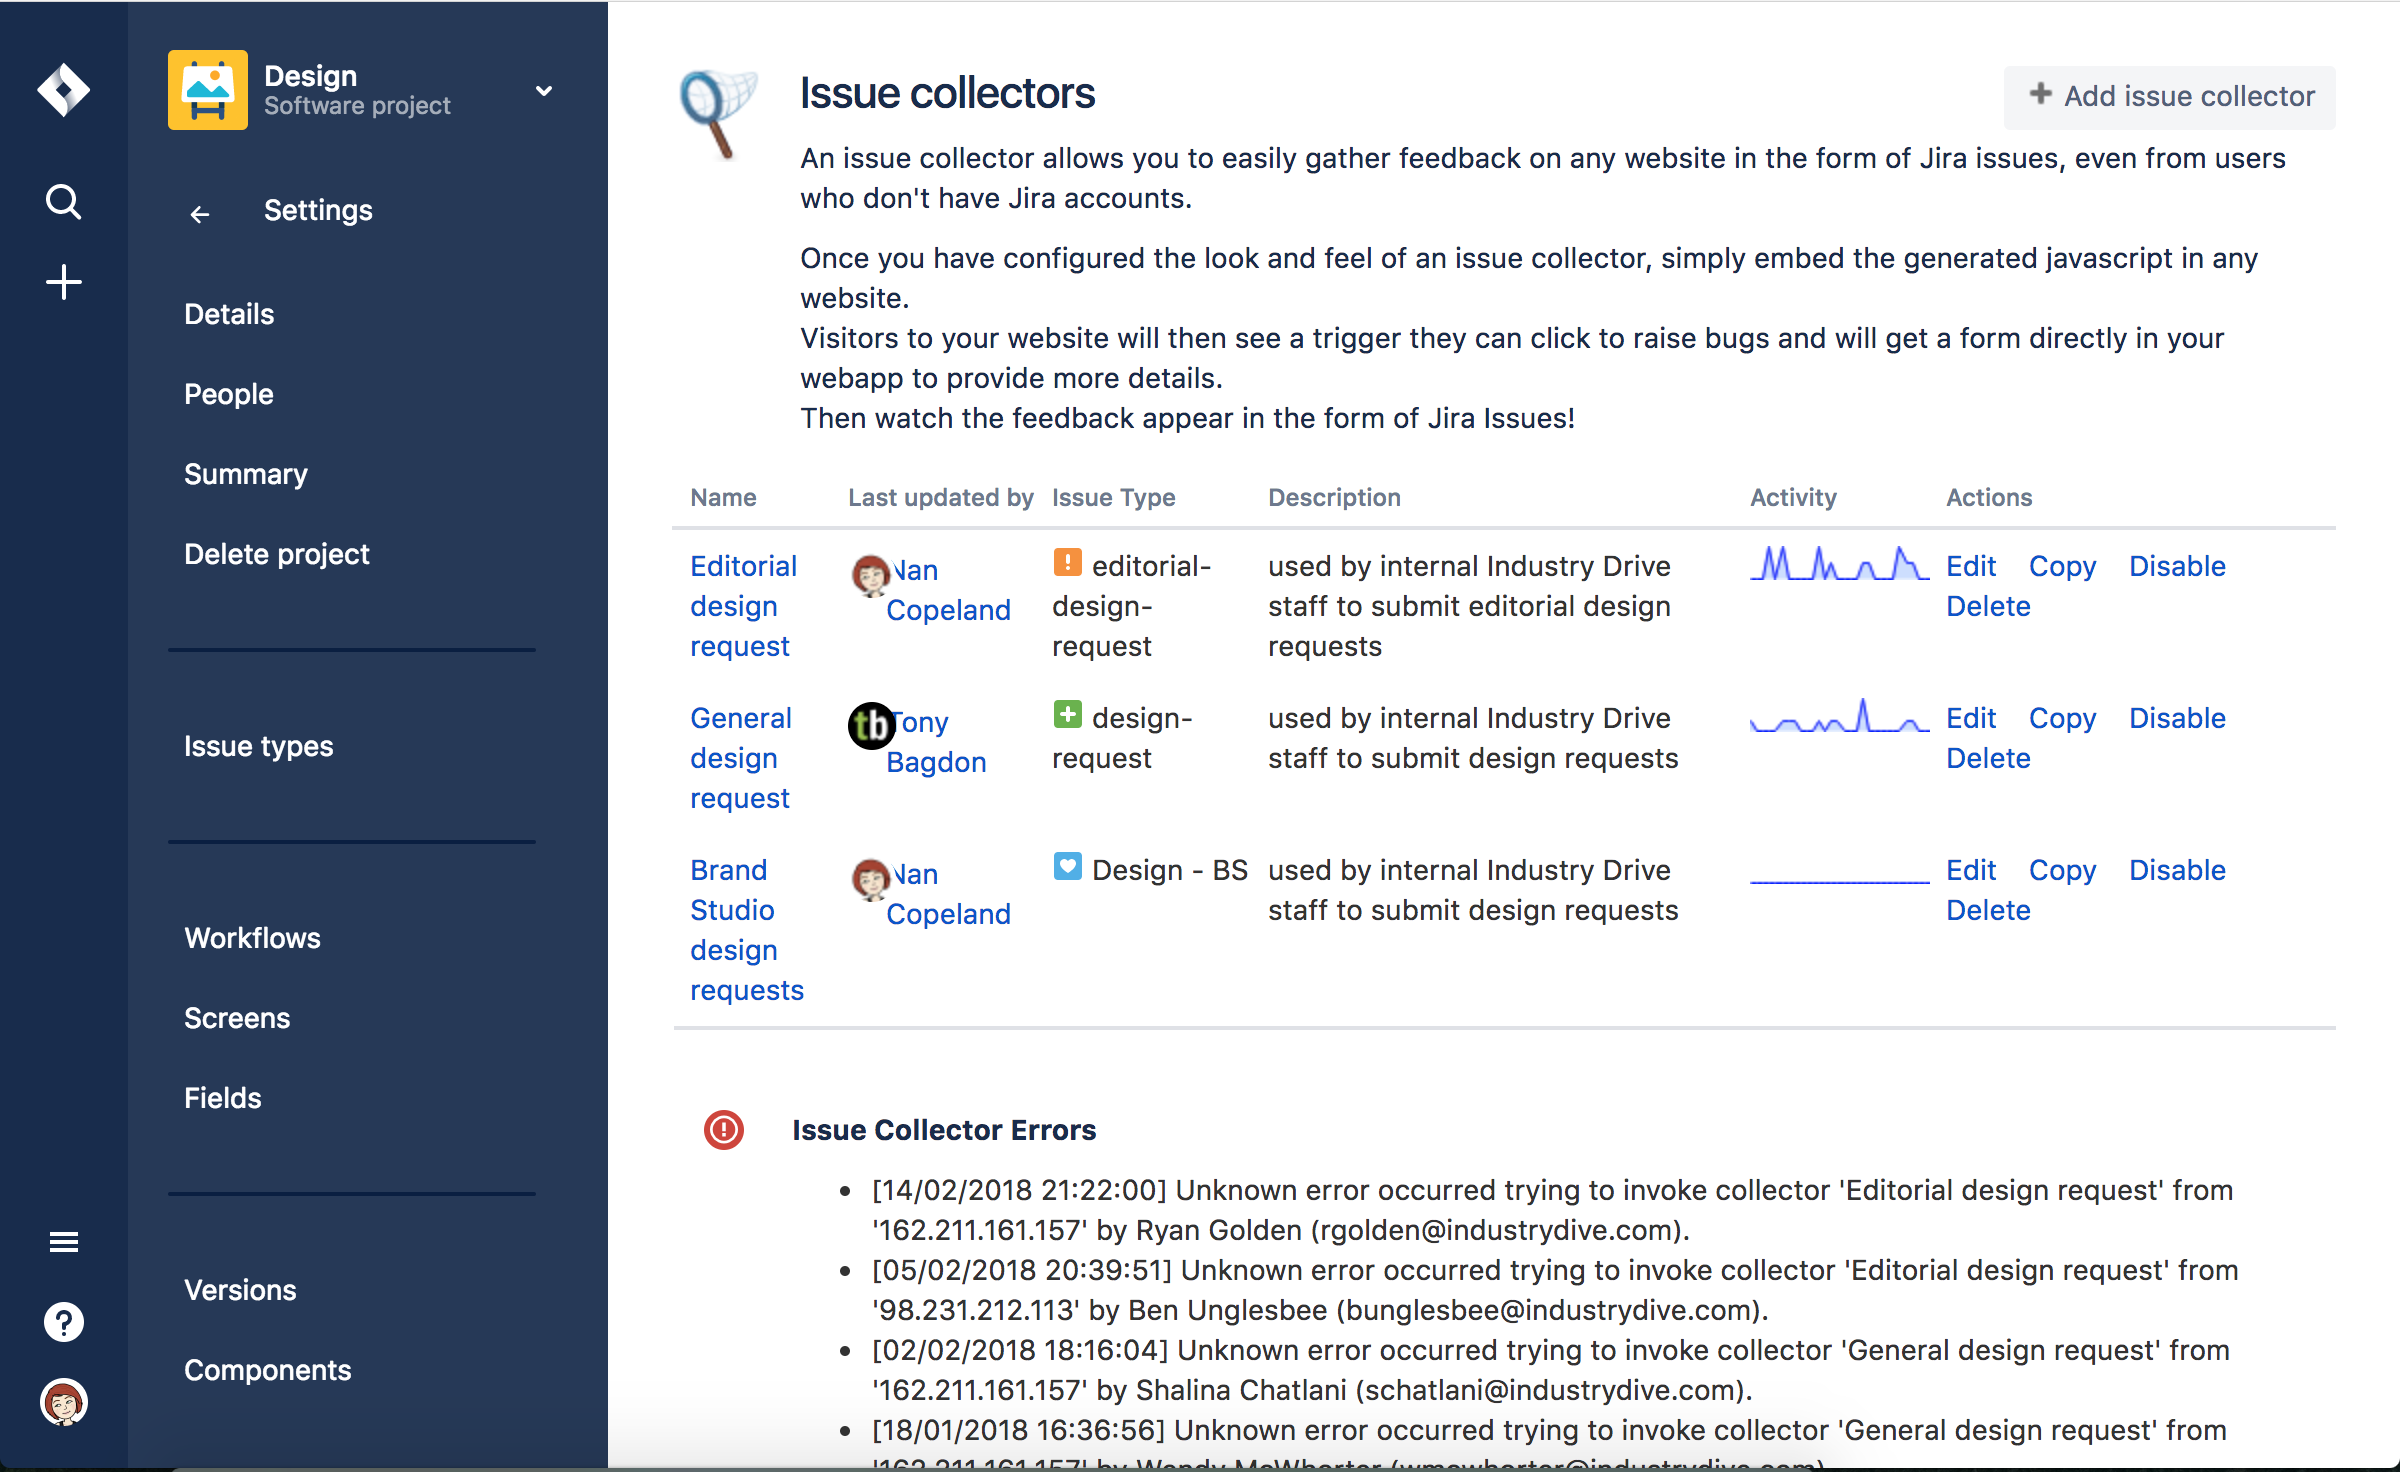 Design
Software project
Settings
Details
People
Summary
Delete project
Issue types
Workflows
Screens
Fields
Versions
Components
Issue collectors
Add issue collector
An issue collector allows you to easily gather feedback on any website in the form of Jira issues, even from users
who don't have Jira accounts.
Once you have configured the look and feel of an issue collector, simply embed the generated javascript in any
website.
Visitors to your website will then see a trigger they can click to raise bugs and will get a form directly in your
webapp to provide more details.
Then watch the feedback appear in the form of Jira Issues!
Name Last updated by Issue Type Description Activity Actions
Editorial Nan editorial- used by internal Industry Drive Edit Copy Disable
design Copeland design- staff to submit editorial design Delete
request request requests
General tb Tony design- used by internal Industry Drive Edit Copy Disable
design Bagdon request staff to submit design requests Delete
request
Brand Nan Design - BS used by internal Industry Drive Edit Copy Disable
Studio Copeland staff to submit design requests Delete
design
requests
Issue Collector Errors
• [14/02/2018 21:22:00] Unknown error occurred trying to invoke collector 'Editorial design request' from
'162.211.161.157' by Ryan Golden (rgolden@industrydive.com).
• [05/02/2018 20:39:51] Unknown error occurred trying to invoke collector 'Editorial design request' from
'98.231.212.113' by Ben Unglesbee (bunglesbee@industrydive.com).
• [02/02/2018 18:16:04] Unknown error occurred trying to invoke collector 'General design request' from
'162.211.161.157' by Shalina Chatlani (schatlani@industrydive.com).
• [18/01/2018 16:36:56] Unknown error occurred trying to invoke collector 'General design request' from
'162.211.161.157' by Wendy McWhorter (wmcwhorter@industrydive.com)